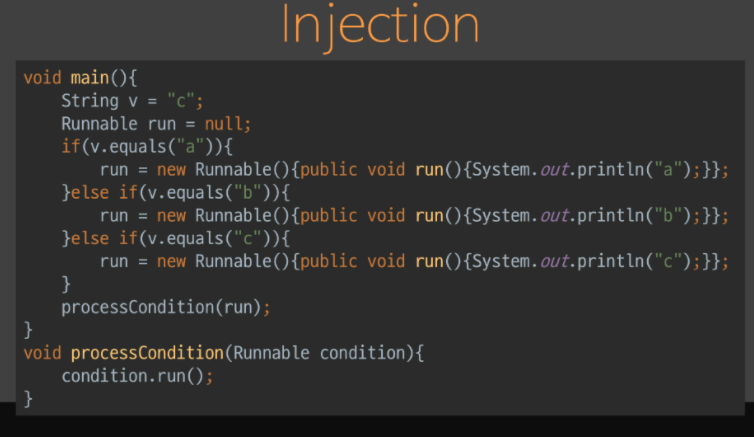 Injection
void main(){
    String v = "c";
    Runnable run = null;
    if(v.equals("a")){
        run = new Runnable(){public void run(){System.out.println("a");}};
    }else if(v.equals("b")){
        run = new Runnable(){public void run(){System.out.println("b");}};
    }else if(v.equals("c")){
        run = new Runnable(){public void run(){System.out.println("c");}};
    }
    processCondition(run);
}
void processCondition(Runnable condition){
    condition.run();
}